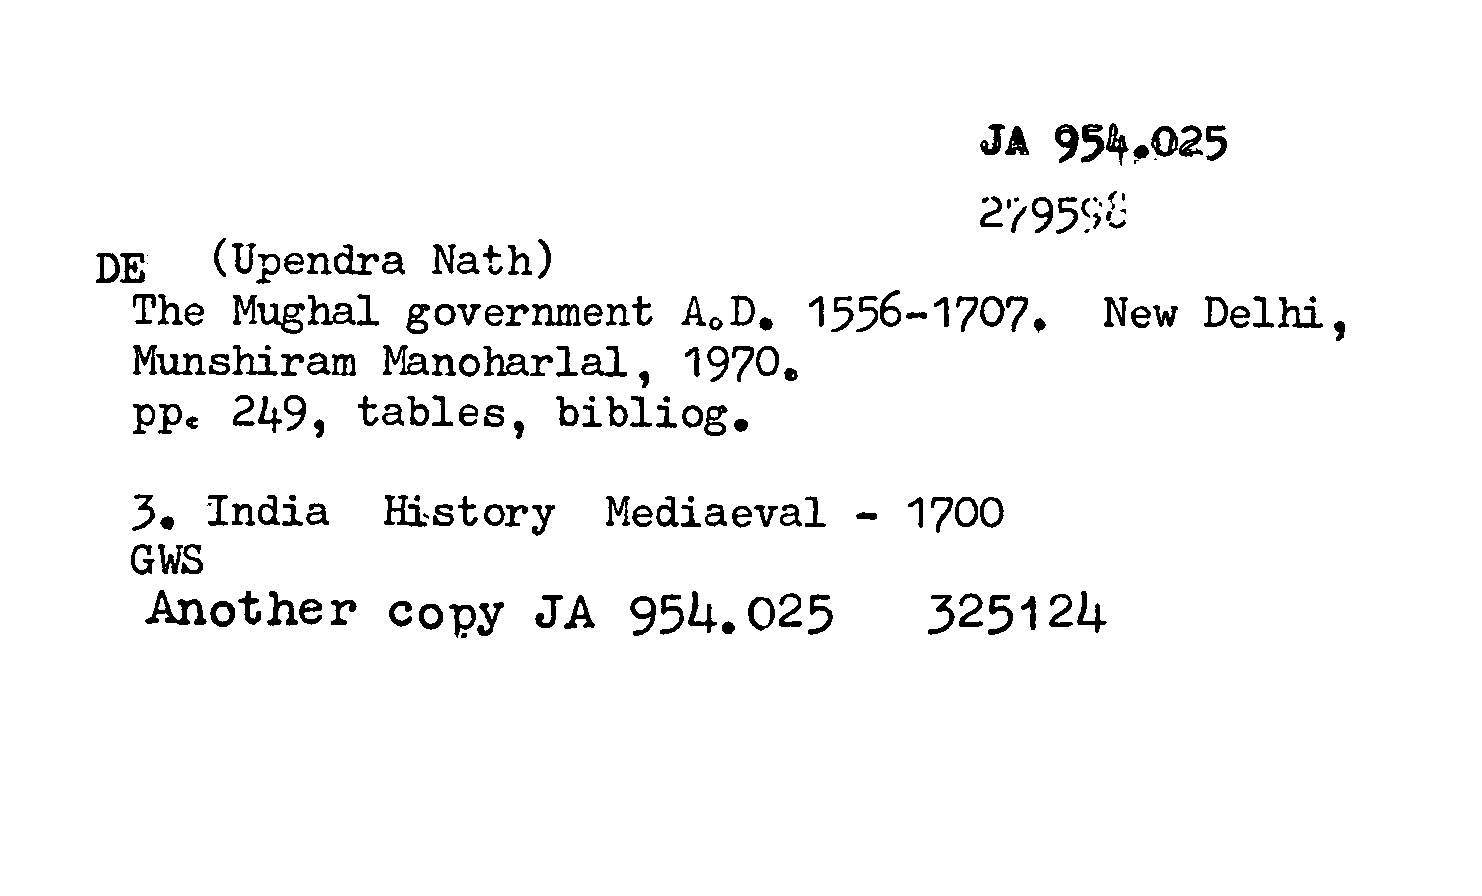 JA 954.025
279598
DE (Upendra Nath)
The Mughal government A.D. 1556-1707. New Delhi,
Munshiram Manoharlal, 1970.
pp. 249, tables, bibliog.
3. India History Mediaeval - 1700
GWS
Another copy JA 954.025 325124